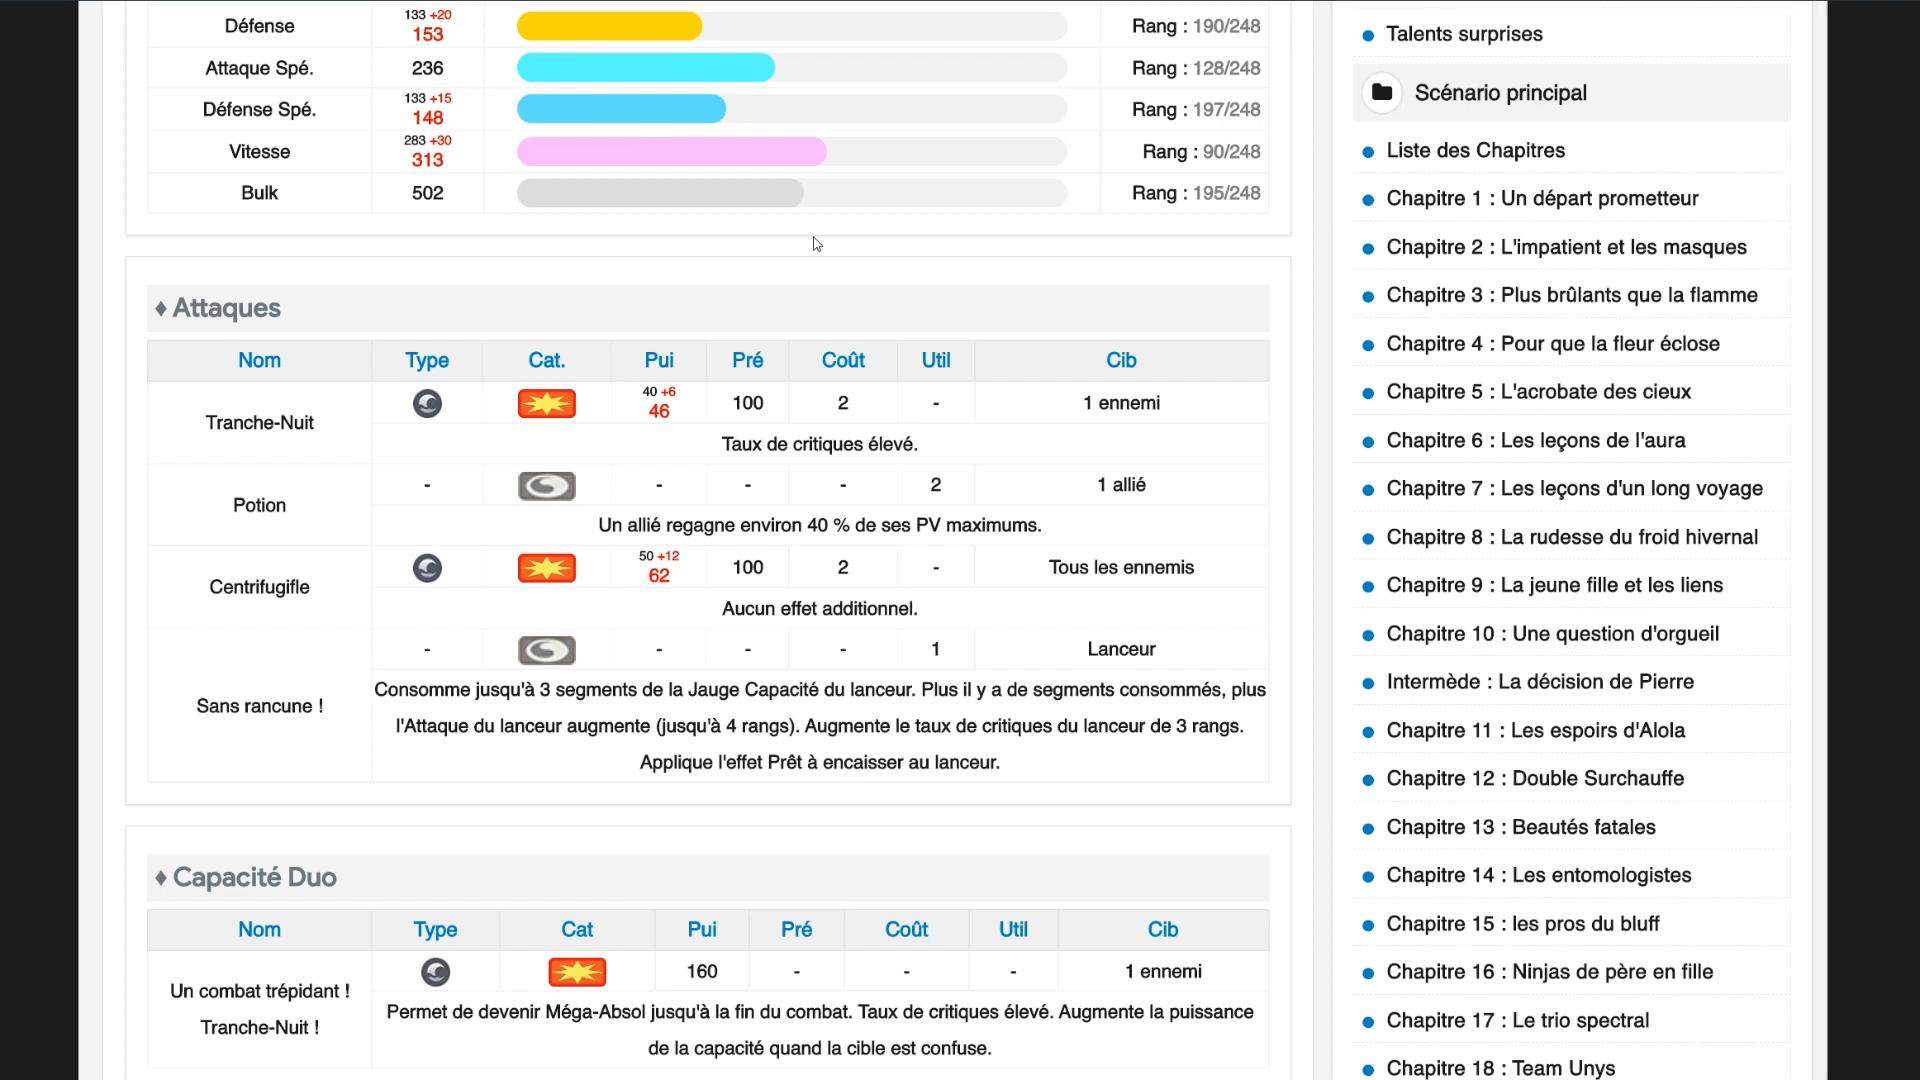 Défense 133 +20 153 Rang : 190/248
Attaque Spé. 236 Rang : 128/248
Défense Spé. 133 +15 148 Rang : 197/248
Vitesse 283 +30 313 Rang : 90/248
Bulk 502 Rang : 195/248
♦ Attaques
Nom Type Cat. Pui Pré Coût Util Cib
Tranche-Nuit 40 +6 46 100 2 - 1 ennemi
Taux de critiques élevé.
Potion - - - - 2 1 allié
Un allié regagne environ 40 % de ses PV maximums.
Centrifugifle 50 +12 62 100 2 - Tous les ennemis
Aucun effet additionnel.
Sans rancune ! - - - - 1 Lanceur
Consomme jusqu'à 3 segments de la Jauge Capacité du lanceur. Plus il y a de segments consommés, plus
l'Attaque du lanceur augmente (jusqu'à 4 rangs). Augmente le taux de critiques du lanceur de 3 rangs.
Applique l'effet Prêt à encaisser au lanceur.
♦ Capacité Duo
Nom Type Cat Pui Pré Coût Util Cib
Un combat trépidant !
Tranche-Nuit !
160 - - - 1 ennemi
Permet de devenir Méga-Absol jusqu'à la fin du combat. Taux de critiques élevé. Augmente la puissance
de la capacité quand la cible est confuse.
Talents surprises
Scénario principal
Liste des Chapitres
Chapitre 1 : Un départ prometteur
Chapitre 2 : L'impatient et les masques
Chapitre 3 : Plus brûlants que la flamme
Chapitre 4 : Pour que la fleur éclose
Chapitre 5 : L'acrobate des cieux
Chapitre 6 : Les leçons de l'aura
Chapitre 7 : Les leçons d'un long voyage
Chapitre 8 : La rudesse du froid hivernal
Chapitre 9 : La jeune fille et les liens
Chapitre 10 : Une question d'orgueil
Intermède : La décision de Pierre
Chapitre 11 : Les espoirs d'Alola
Chapitre 12 : Double Surchauffe
Chapitre 13 : Beautés fatales
Chapitre 14 : Les entomologistes
Chapitre 15 : les pros du bluff
Chapitre 16 : Ninjas de père en fille
Chapitre 17 : Le trio spectral
Chapitre 18 : Team Unys